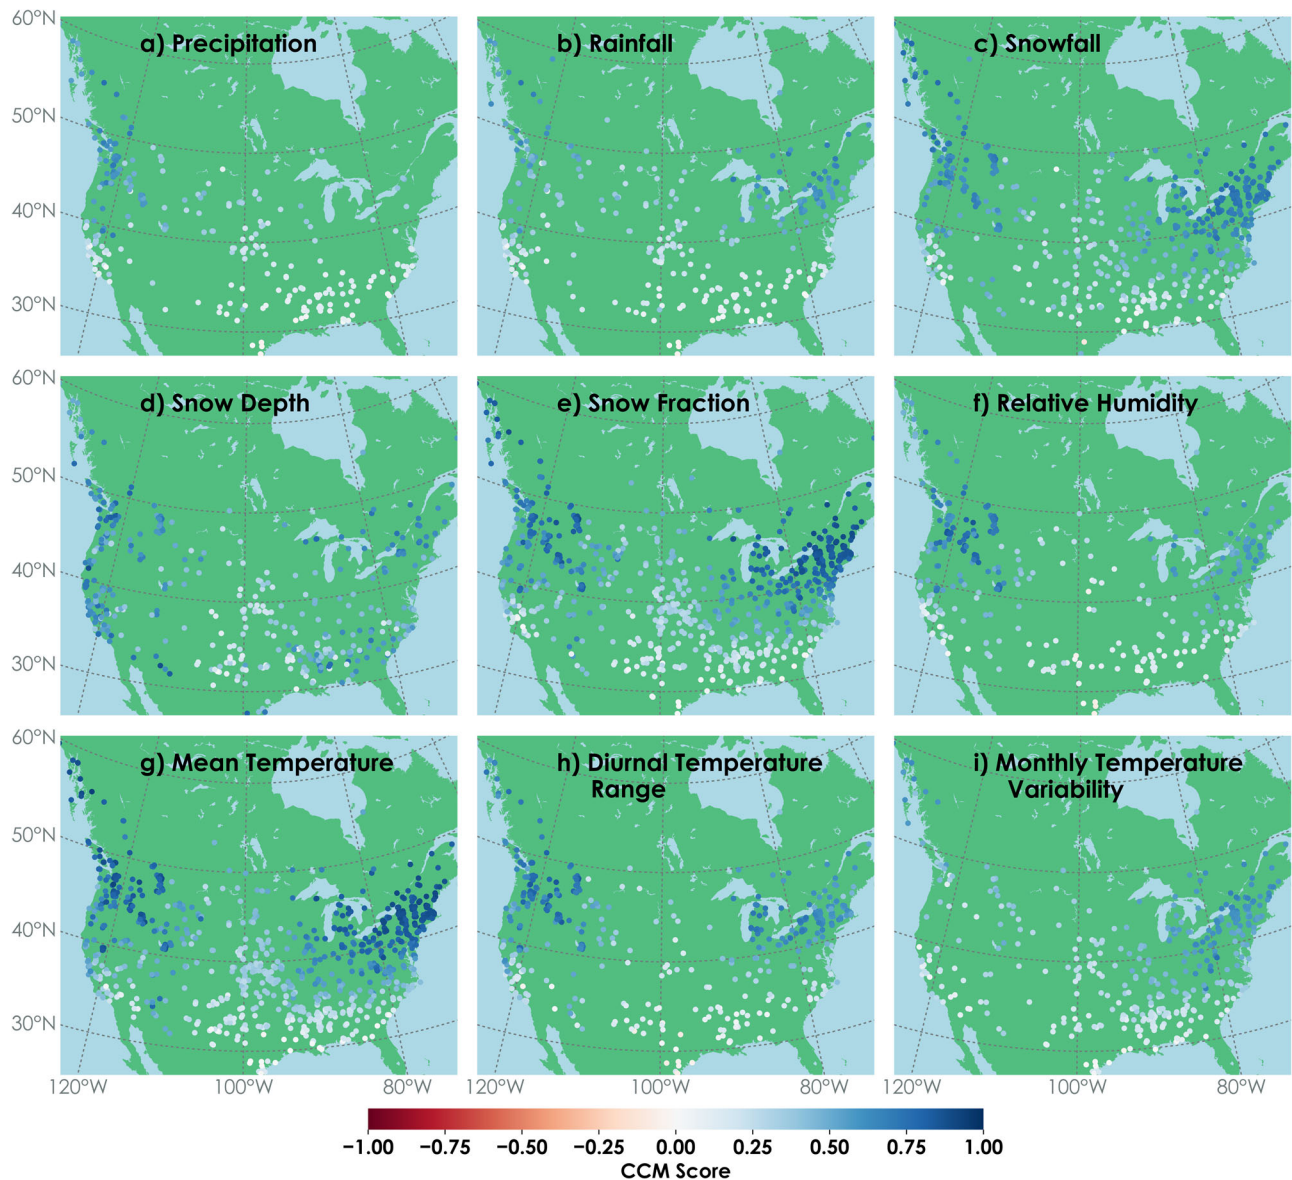 60°N
a) Precipitation
b) Rainfall
c) Snowfall
50°N
40°N
30°N
60°N
d) Snow Depth
e) Snow Fraction
f) Relative Humidity
50°N
40°N
30°N
60°N
g) Mean Temperature
h) Diurnal Temperature
Range
i) Monthly Temperature
Variability
50°N
40°N
30°N
120°W 100°W 80°W 120°W 100°W 80°W 120°W 100°W 80°W
−1.00 −0.75 −0.50 −0.25 0.00 0.25 0.50 0.75 1.00
CCM Score